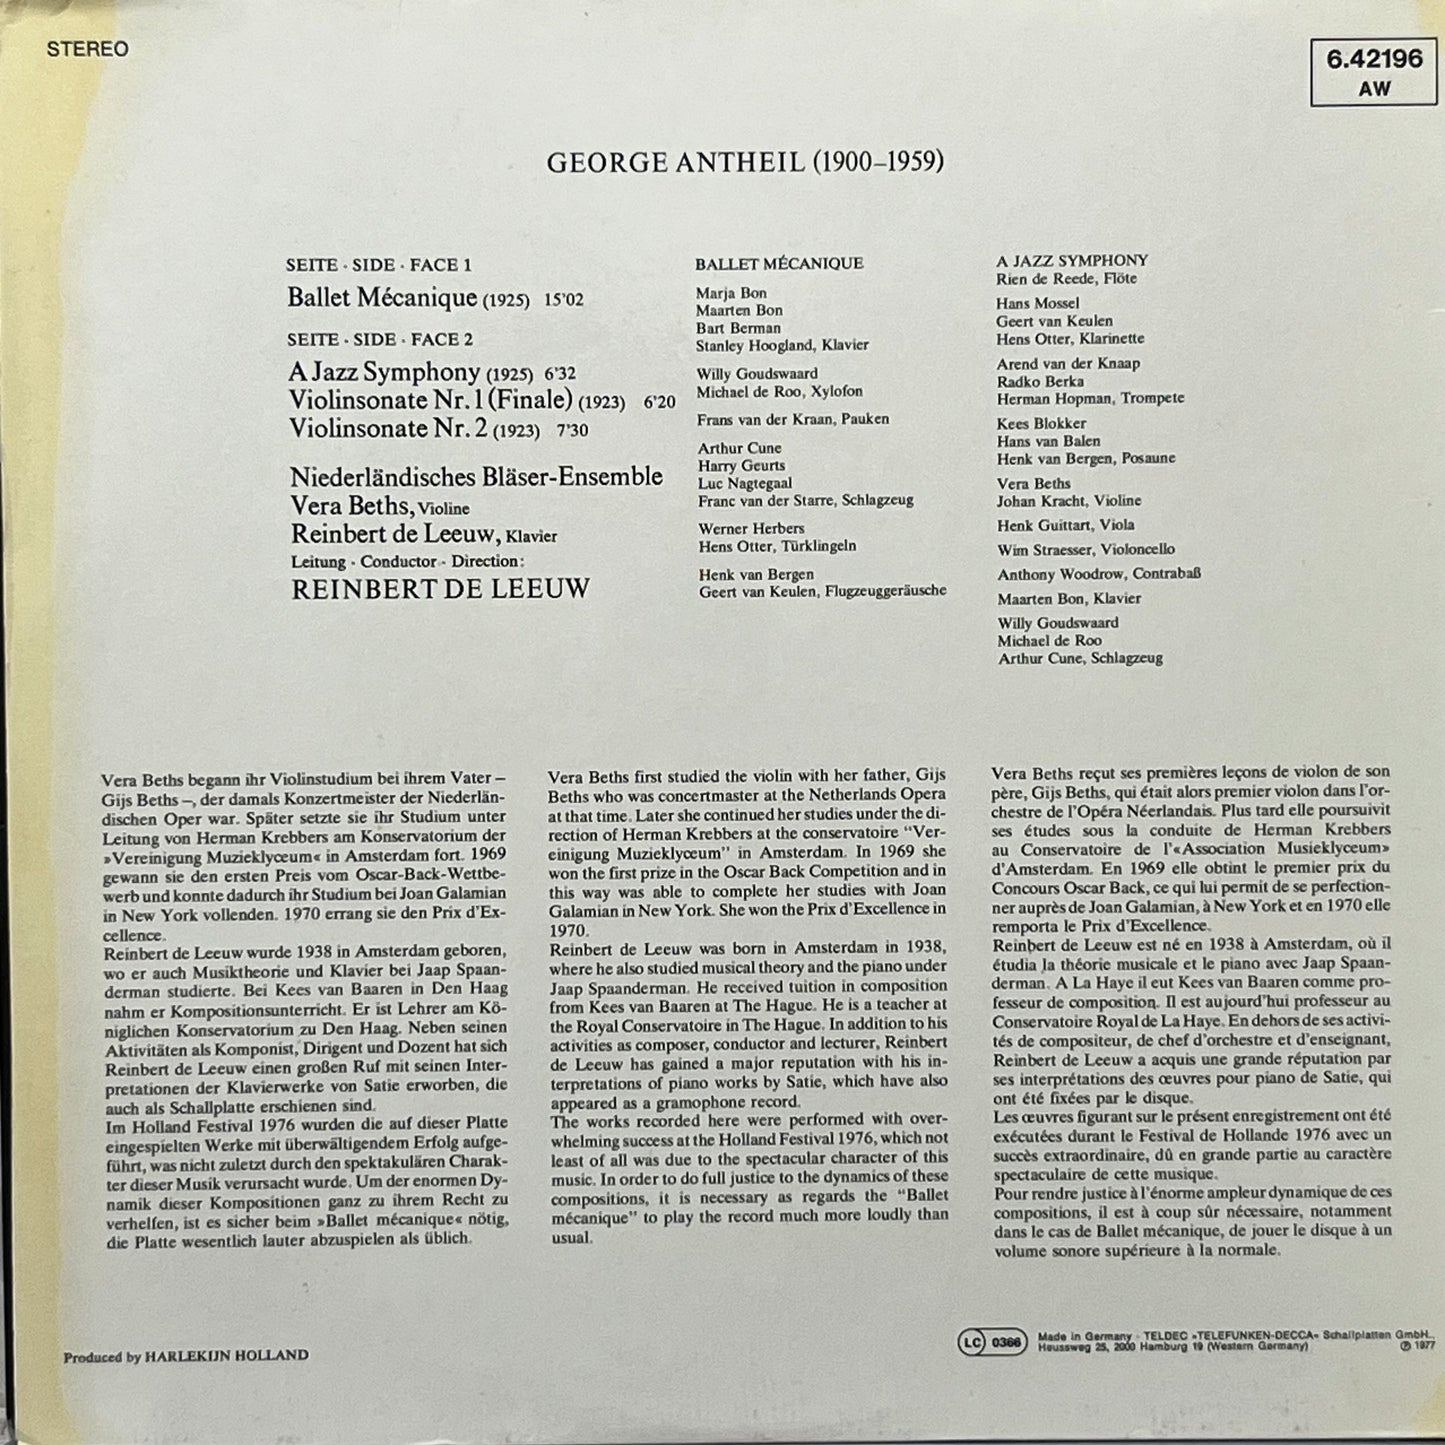 STEREO
6.42196
AW
GEORGE ANTHEIL (1900–1959)
SEITE · SIDE · FACE 1
Ballet Mécanique (1925) 15'02
SEITE · SIDE · FACE 2
A Jazz Symphony (1925) 6'32
Violinsonate Nr. 1 (Finale) (1923) 6'20
Violinsonate Nr. 2 (1923) 7'30
Niederländisches Bläser-Ensemble
Vera Beths, Violine
Reinbert de Leeuw, Klavier
Leitung · Conductor · Direction:
REINBERT DE LEEUW
BALLET MÉCANIQUE
Marja Bon
Maarten Bon
Bart Berman
Stanley Hoogland, Klavier
Willy Goudswaard
Michael de Roo, Xylofon
Frans van der Kraan, Pauken
Arthur Cune
Harry Geurts
Luc Nagtegaal
Franc van der Starre, Schlagzeug
Werner Herbers
Hens Otter, Türklingeln
Henk van Bergen
Geert van Keulen, Flugzeuggeräusche
A JAZZ SYMPHONY
Rien de Reede, Flöte
Hans Mossel
Geert van Keulen
Hens Otter, Klarinette
Arend van der Knaap
Radko Berka
Herman Hopman, Trompete
Kees Blokker
Hans van Balen
Henk van Bergen, Posaune
Vera Beths
Johan Kracht, Violine
Henk Guittart, Viola
Wim Straesser, Violoncello
Anthony Woodrow, Contrabaß
Maarten Bon, Klavier
Willy Goudswaard
Michael de Roo
Arthur Cune, Schlagzeug
Vera Beths begann ihr Violinstudium bei ihrem Vater –
Gijs Beths –, der damals Konzertmeister der Niederlän-
dischen Oper war. Später setzte sie ihr Studium unter
Leitung von Herman Krebbers am Konservatorium der
»Vereinigung Muzieklyceum« in Amsterdam fort. 1969
gewann sie den ersten Preis vom Oscar-Back-Wettbe-
werb und konnte dadurch ihr Studium bei Joan Galamian
in New York vollenden. 1970 errang sie den Prix d'Ex-
cellence.
Reinbert de Leeuw wurde 1938 in Amsterdam geboren,
wo er auch Musiktheorie und Klavier bei Jaap Spaan-
derman studierte. Bei Kees van Baaren in Den Haag
nahm er Kompositionsunterricht. Er ist Lehrer am Kö-
niglichen Konservatorium zu Den Haag. Neben seinen
Aktivitäten als Komponist, Dirigent und Dozent hat sich
Reinbert de Leeuw einen großen Ruf mit seinen Inter-
pretationen der Klavierwerke von Satie erworben, die
auch als Schallplatte erschienen sind.
Im Holland Festival 1976 wurden die auf dieser Platte
eingespielten Werke mit überwältigendem Erfolg aufge-
führt, was nicht zuletzt durch den spektakulären Charak-
ter dieser Musik verursacht wurde. Um der enormen Dy-
namik dieser Kompositionen ganz zu ihrem Recht zu
verhelfen, ist es sicher beim »Ballet mécanique« nötig,
die Platte wesentlich lauter abzuspielen als üblich.
Vera Beths first studied the violin with her father, Gijs
Beths who was concertmaster at the Netherlands Opera
at that time. Later she continued her studies under the di-
rection of Herman Krebbers at the conservatoire "Ver-
einigung Muzieklyceum" in Amsterdam. In 1969 she
won the first prize in the Oscar Back Competition and in
this way was able to complete her studies with Joan
Galamian in New York. She won the Prix d'Excellence in
1970.
Reinbert de Leeuw was born in Amsterdam in 1938,
where he also studied musical theory and the piano under
Jaap Spaanderman. He received tuition in composition
from Kees van Baaren at The Hague. He is a teacher at
the Royal Conservatoire in The Hague. In addition to his
activities as composer, conductor and lecturer, Reinbert
de Leeuw has gained a major reputation with his in-
terpretations of piano works by Satie, which have also
appeared as a gramophone record.
The works recorded here were performed with over-
whelming success at the Holland Festival 1976, which not
least of all was due to the spectacular character of this
music. In order to do full justice to the dynamics of these
compositions, it is necessary as regards the "Ballet
mécanique" to play the record much more loudly than
usual.
Vera Beths reçut ses premières leçons de violon de son
père, Gijs Beths, qui était alors premier violon dans l'or-
chestre de l'Opéra Néerlandais. Plus tard elle poursuivit
ses études sous la conduite de Herman Krebbers
au Conservatoire de l'«Association Musieklyceum»
d'Amsterdam. En 1969 elle obtint le premier prix du
Concours Oscar Back, ce qui lui permit de se perfection-
ner auprès de Joan Galamian, à New York et en 1970 elle
remporta le Prix d'Excellence.
Reinbert de Leeuw est né en 1938 à Amsterdam, où il
étudia la théorie musicale et le piano avec Jaap Spaan-
derman. A La Haye il eut Kees van Baaren comme pro-
fesseur de composition. Il est aujourd'hui professeur au
Conservatoire Royal de La Haye. En dehors de ses activi-
tés de compositeur, de chef d'orchestre et d'enseignant,
Reinbert de Leeuw a acquis une grande réputation par
ses interprétations des œuvres pour piano de Satie, qui
ont été fixées par le disque.
Les œuvres figurant sur le présent enregistrement ont été
exécutées durant le Festival de Hollande 1976 avec un
succès extraordinaire, dû en grande partie au caractère
spectaculaire de cette musique.
Pour rendre justice à l'énorme ampleur dynamique de ces
compositions, il est à coup sûr nécessaire, notamment
dans le cas de Ballet mécanique, de jouer le disque à un
volume sonore supérieure à la normale.
Produced by HARLEKIJN HOLLAND
LC 0366
Made in Germany · TELDEC »TELEFUNKEN-DECCA« Schallplatten GmbH.,
Heussweg 25, 2000 Hamburg 19 (Western Germany) ℗ 1977